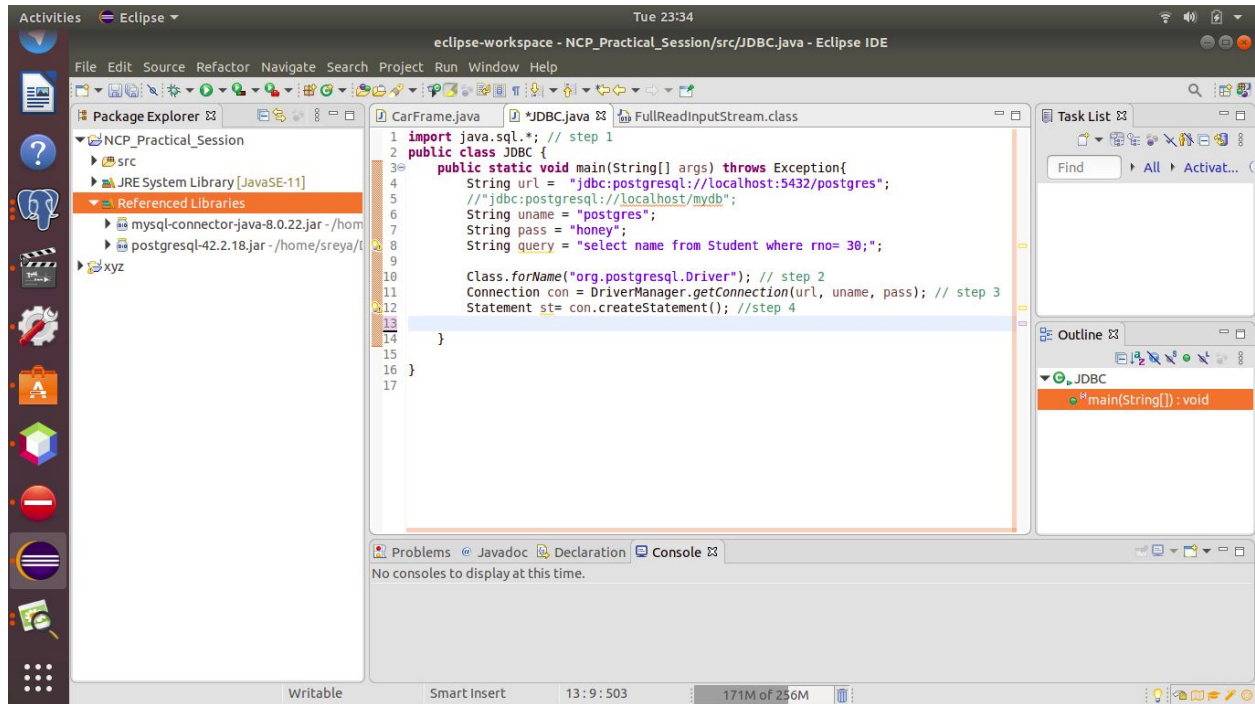 Activities Eclipse Tue 23:34
eclipse-workspace - NCP_Practical_Session/src/JDBC.java - Eclipse IDE
File Edit Source Refactor Navigate Search Project Run Window Help
Package Explorer
NCP_Practical_Session
src
JRE System Library [JavaSE-11]
Referenced Libraries
mysql-connector-java-8.0.22.jar - /hom
postgresql-42.2.18.jar - /home/sreya/
xyz
CarFrame.java *JDBC.java FullReadInputStream.class
1 import java.sql.*; // step 1
2 public class JDBC {
3 public static void main(String[] args) throws Exception{
4 String url = "jdbc:postgresql://localhost:5432/postgres";
5 //"jdbc:postgresql://localhost/mydb";
6 String uname = "postgres";
7 String pass = "honey";
8 String query = "select name from Student where rno= 30;";
9
10 Class.forName("org.postgresql.Driver"); // step 2
11 Connection con = DriverManager.getConnection(url, uname, pass); // step 3
12 Statement st= con.createStatement(); //step 4
13
14 }
15
16 }
17
Task List
Find All Activat...
Outline
JDBC
main(String[]) : void
Problems Javadoc Declaration Console
No consoles to display at this time.
Writable Smart Insert 13 : 9 : 503 171M of 256M